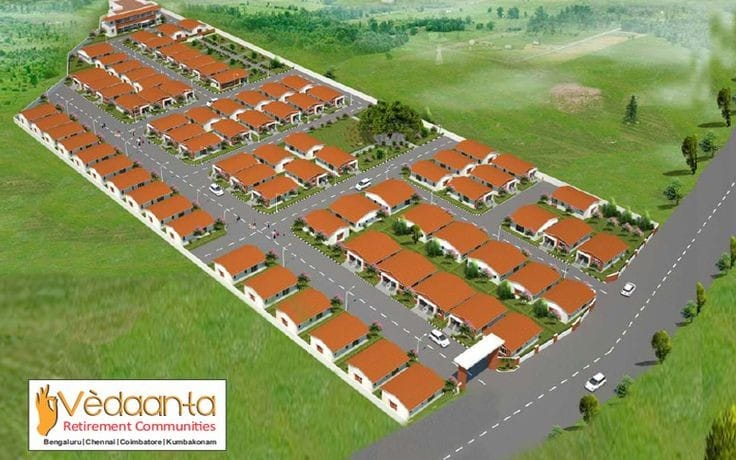 Vèdaanta
Retirement Communities
Bengaluru|Chennai|Coimbatore|Kumbakonam